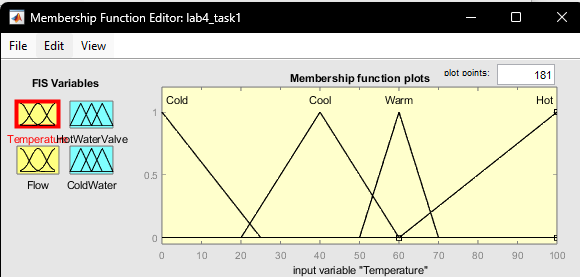 Membership Function Editor: lab4_task1
File Edit View
FIS Variables
Membership function plots
plot points: 181
Temperature
HotWaterValve
Flow
ColdWater
Cold Cool Warm Hot
1
0.5
0
0 10 20 30 40 50 60 70 80 90 100
input variable "Temperature"